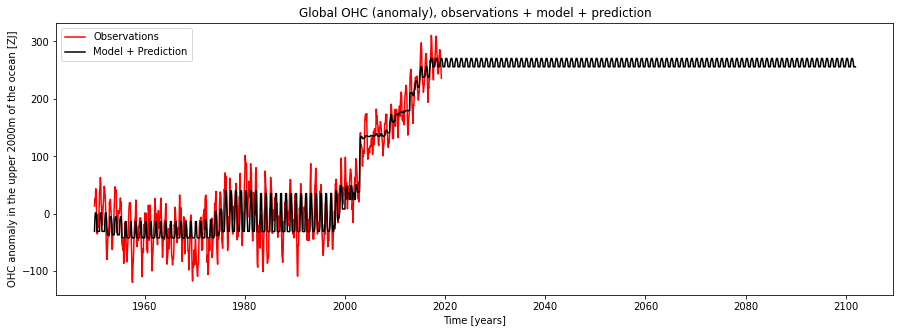 Global OHC (anomaly), observations + model + prediction
Observations
Model + Prediction
OHC anomaly in the upper 2000m of the ocean [ZJ]
300
200
100
0
−100
1960
1980
2000
2020
2040
2060
2080
2100
Time [years]